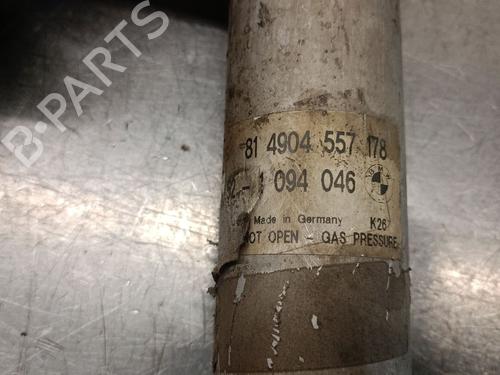 B-PARTS
81 4904 557 178
1 094 046
Made in Germany K26
NOT OPEN - GAS PRESSURE